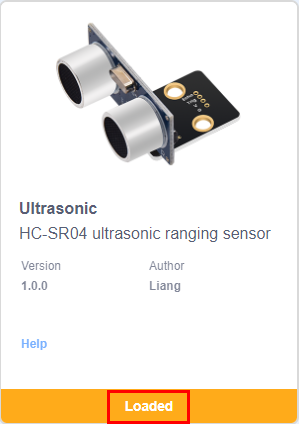 Ultrasonic
HC-SR04 ultrasonic ranging sensor
Version Author
1.0.0 Liang
Help
Loaded